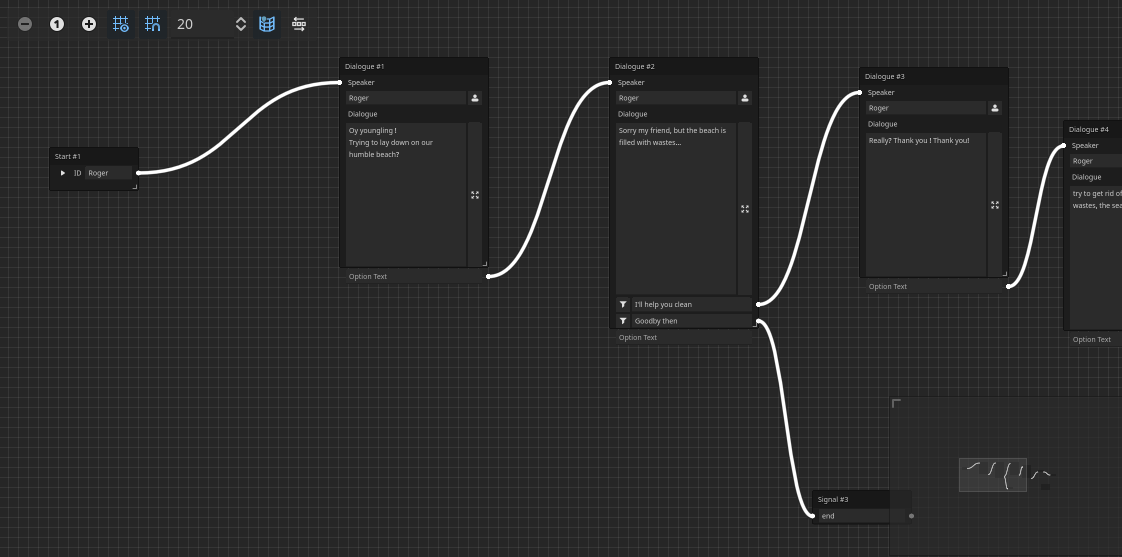 1
20
Start #1
ID Roger
Dialogue #1
Speaker
Roger
Dialogue
Oy youngling !
Trying to lay down on our
humble beach?
Option Text
Dialogue #2
Speaker
Roger
Dialogue
Sorry my friend, but the beach is
filled with wastes...
I'll help you clean
Goodby then
Option Text
Dialogue #3
Speaker
Roger
Dialogue
Really? Thank you ! Thank you!
Option Text
Dialogue #4
Speaker
Roger
Dialogue
try to get rid of
wastes, the sea
Option Text
Signal #3
end